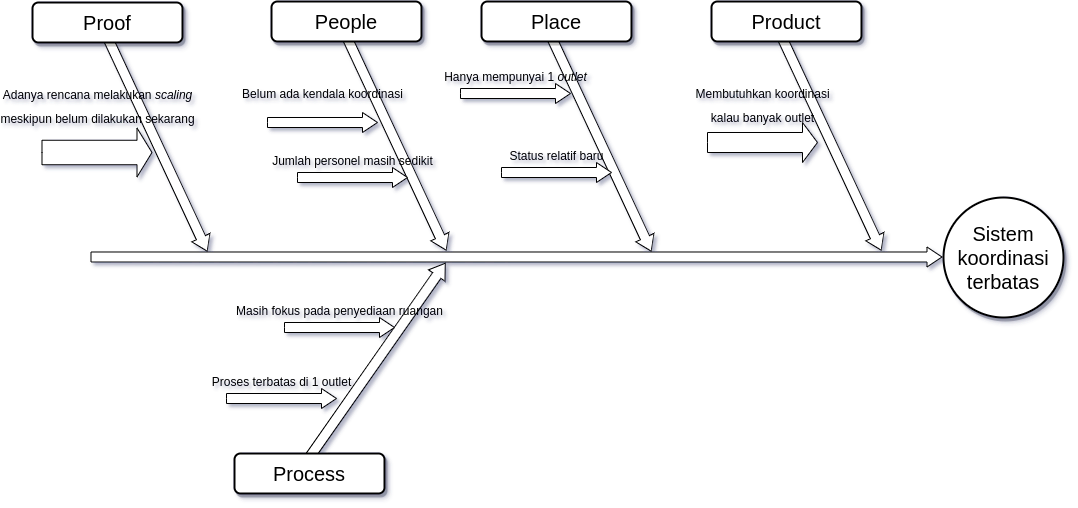 Proof
People
Place
Product
Adanya rencana melakukan scaling
meskipun belum dilakukan sekarang
Belum ada kendala koordinasi
Jumlah personel masih sedikit
Hanya mempunyai 1 outlet
Status relatif baru
Membutuhkan koordinasi
kalau banyak outlet
Sistem
koordinasi
terbatas
Masih fokus pada penyediaan ruangan
Proses terbatas di 1 outlet
Process